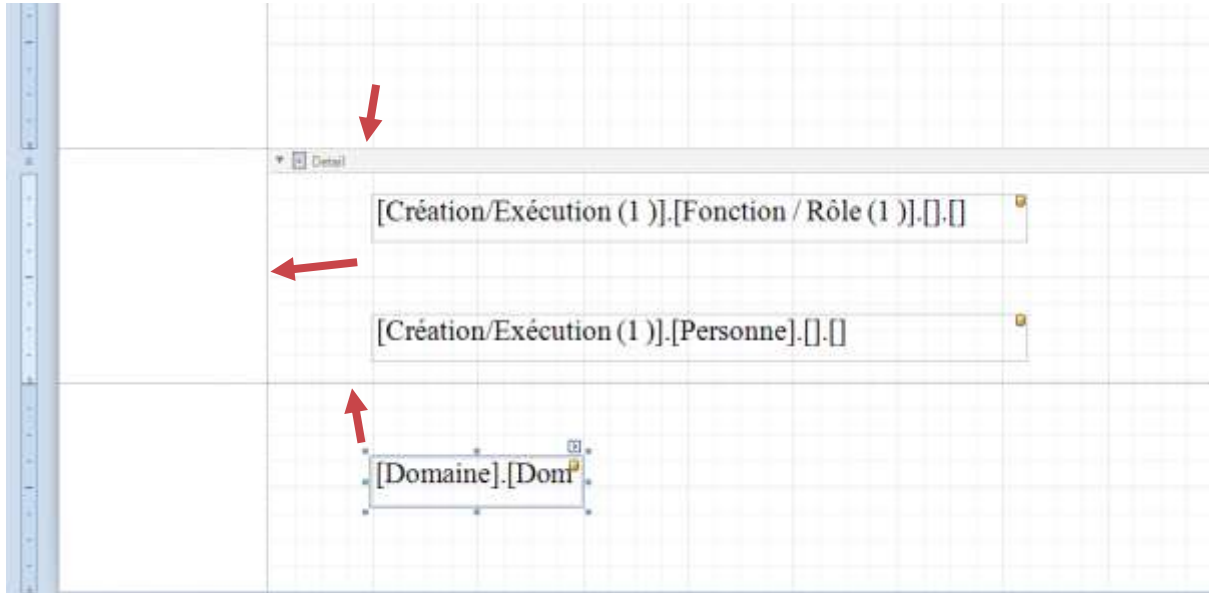 Detail
[Création/Exécution (1 )].[Fonction / Rôle (1 )].[].[]
[Création/Exécution (1 )].[Personne].[].[]
[Domaine].[Dom